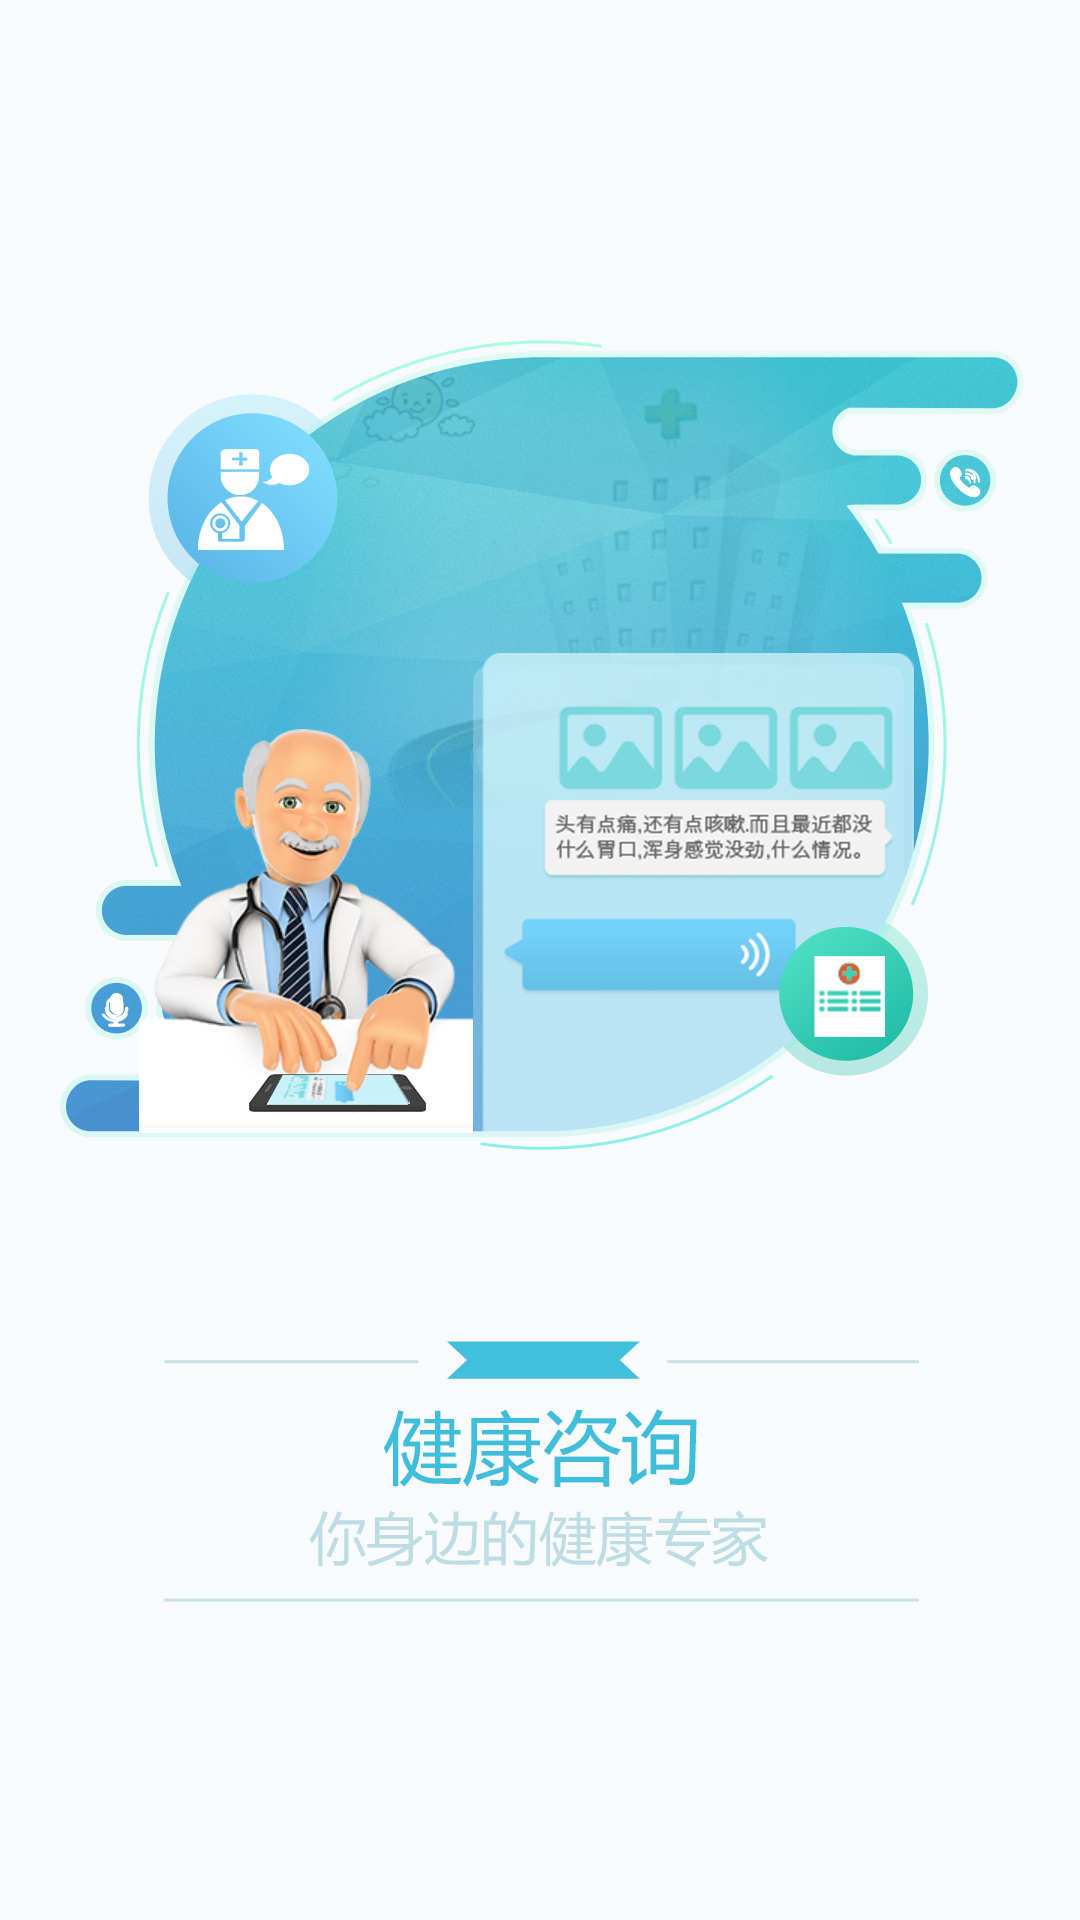 头有点痛,还有点咳嗽.而且最近都没
什么胃口,浑身感觉没劲,什么情况。
健康咨询
你身边的健康专家